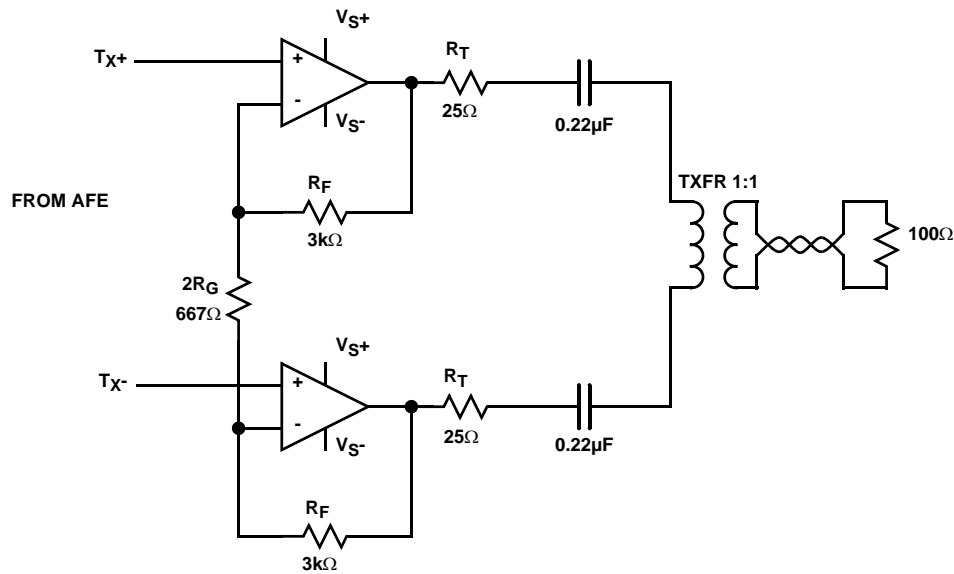 VS+
TX+
+
-
VS-
RT
25Ω
0.22µF
TXFR 1:1
FROM AFE
RF
3kΩ
100Ω
2RG
667Ω
VS+
TX-
+
-
VS-
RT
25Ω
0.22µF
RF
3kΩ